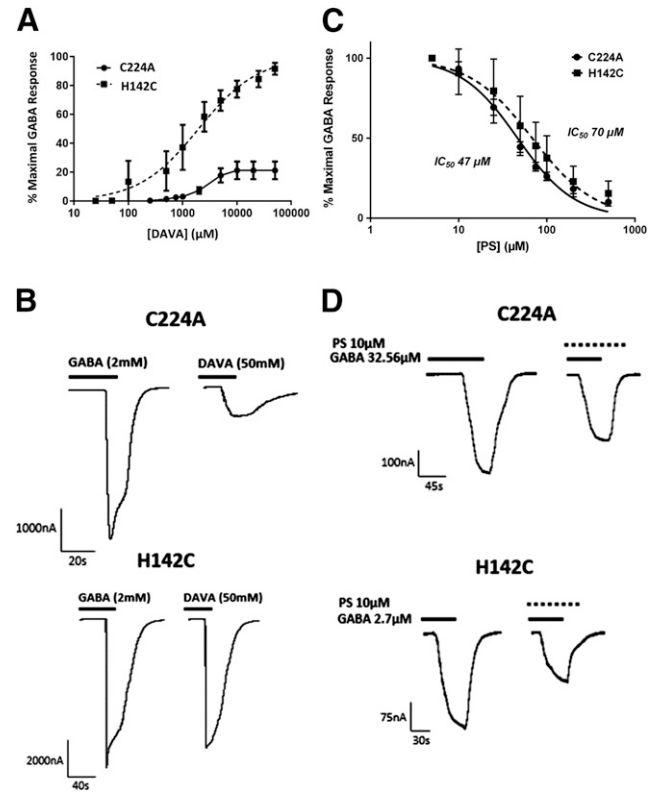 A
% Maximal GABA Response
100
80
60
40
20
0
C224A
H142C
10 100 1000 10000 100000
[DAVA] (µM)
C
% Maximal GABA Response
100
50
0
C224A
H142C
IC50 70 µM
IC50 47 µM
1 10 100 1000
[PS] (µM)
B
C224A
GABA (2mM) DAVA (50mM)
1000nA
20s
H142C
GABA (2mM) DAVA (50mM)
2000nA
40s
D
C224A
PS 10µM
GABA 32.56µM
100nA
45s
H142C
PS 10µM
GABA 2.7µM
75nA
30s